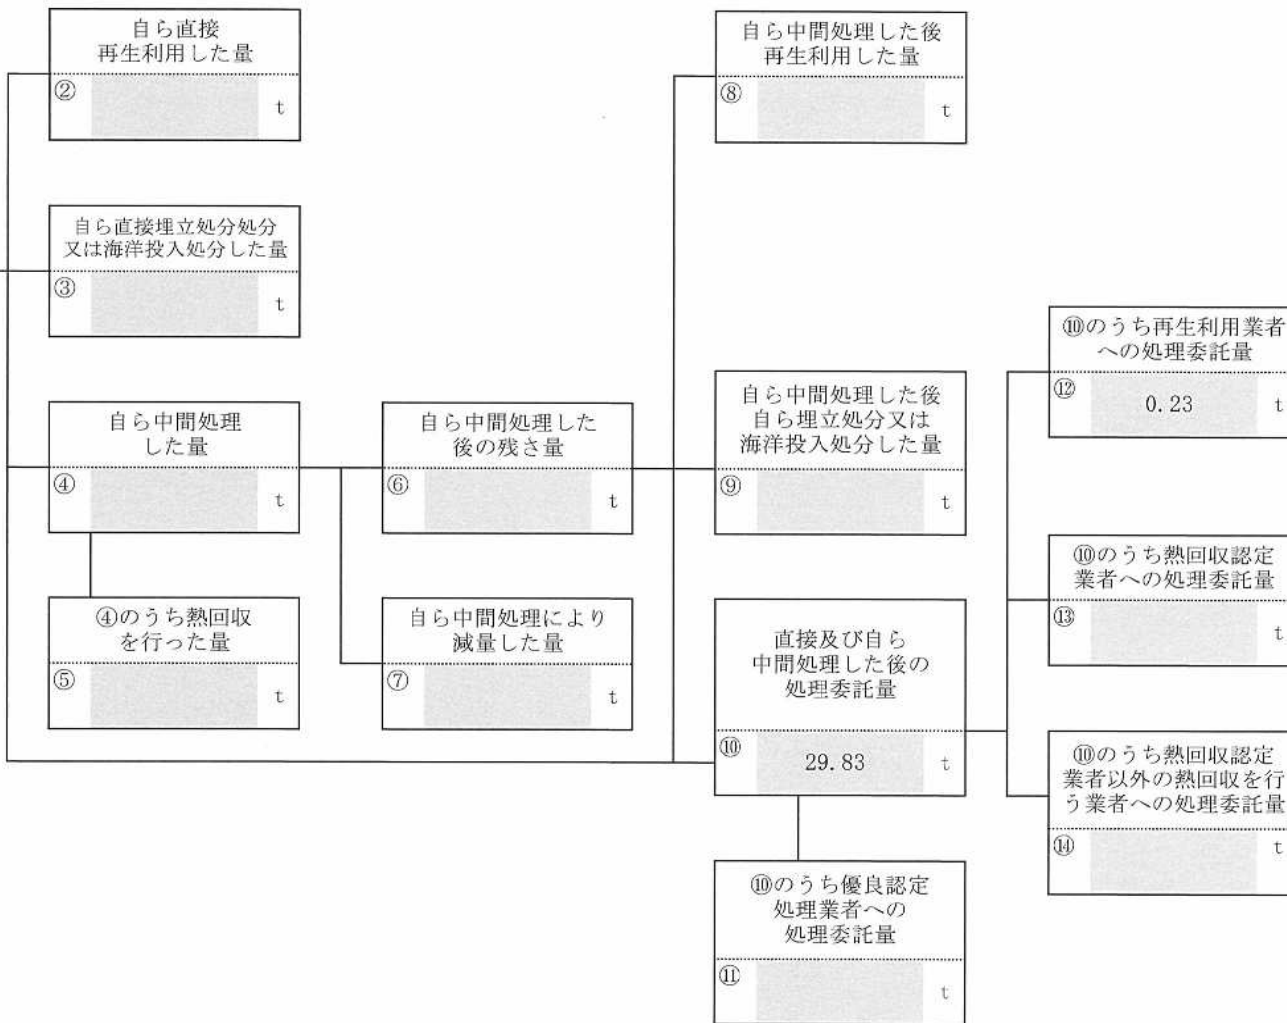 自ら直接
再生利用した量
②
t
自ら中間処理した後
再生利用した量
⑧
t
自ら直接埋立処分処分
又は海洋投入処分した量
③
t
自ら中間処理
した量
④
t
自ら中間処理した
後の残さ量
⑥
t
自ら中間処理した後
自ら埋立処分又は
海洋投入処分した量
⑨
t
⑩のうち再生利用業者
への処理委託量
⑫
0.23
t
④のうち熱回収
を行った量
⑤
t
自ら中間処理により
減量した量
⑦
t
直接及び自ら
中間処理した後の
処理委託量
⑩
29.83
t
⑩のうち熱回収認定
業者への処理委託量
⑬
t
⑩のうち熱回収認定
業者以外の熱回収を行
う業者への処理委託量
⑭
t
⑩のうち優良認定
処理業者への
処理委託量
⑪
t